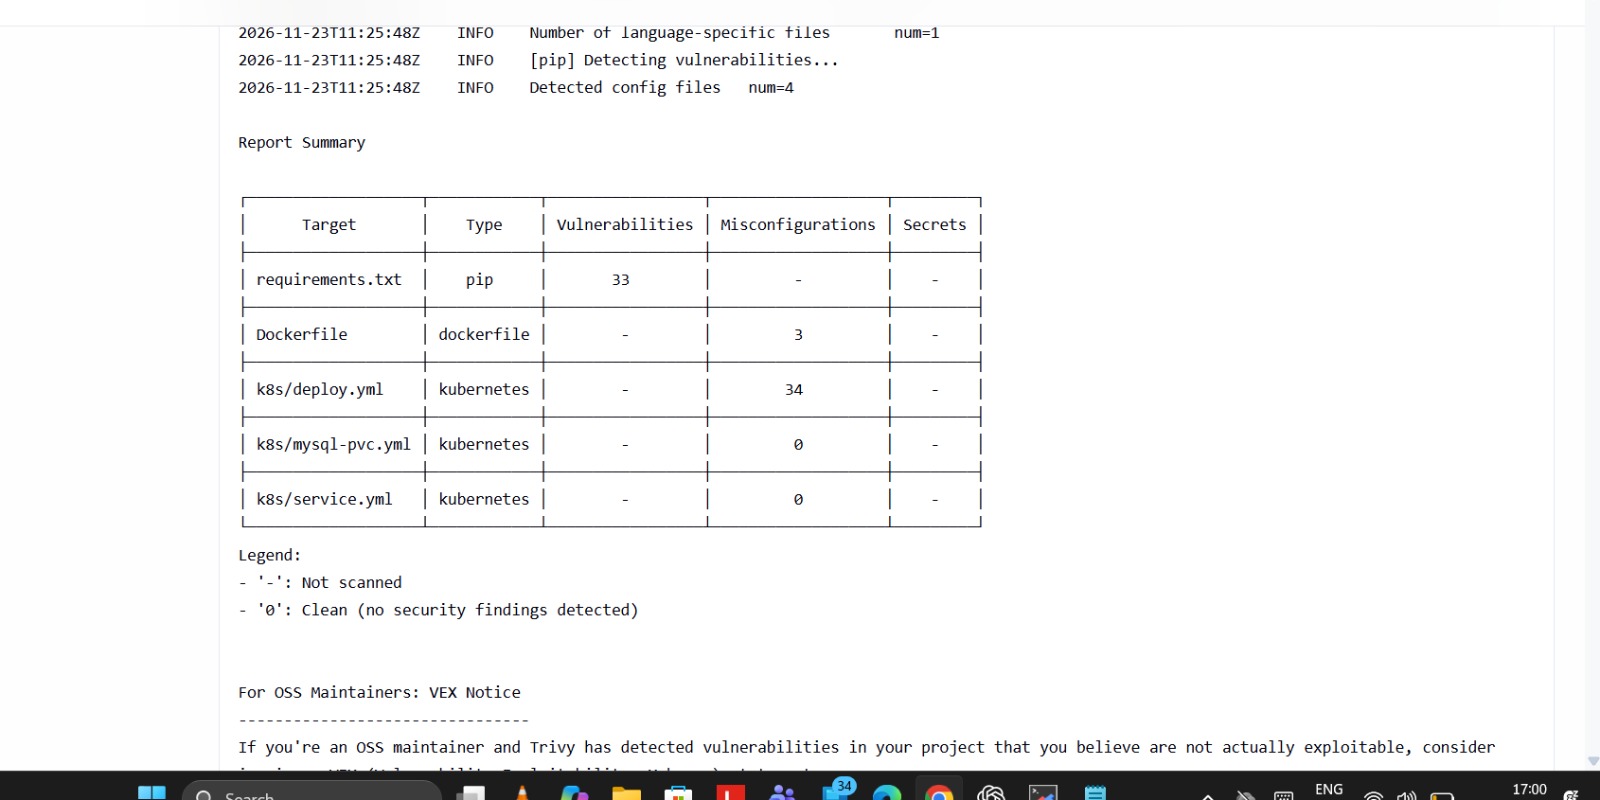 2026-11-23T11:25:48Z    INFO    Number of language-specific files       num=1
2026-11-23T11:25:48Z    INFO    [pip] Detecting vulnerabilities...
2026-11-23T11:25:48Z    INFO    Detected config files   num=4
Report Summary
Target Type Vulnerabilities Misconfigurations Secrets
requirements.txt pip 33 - -
Dockerfile dockerfile - 3 -
k8s/deploy.yml kubernetes - 34 -
k8s/mysql-pvc.yml kubernetes - 0 -
k8s/service.yml kubernetes - 0 -
Legend:
- '-': Not scanned
- '0': Clean (no security findings detected)
For OSS Maintainers: VEX Notice
--------------------------------
If you're an OSS maintainer and Trivy has detected vulnerabilities in your project that you believe are not actually exploitable, consider
Search 34 ENG 17:00